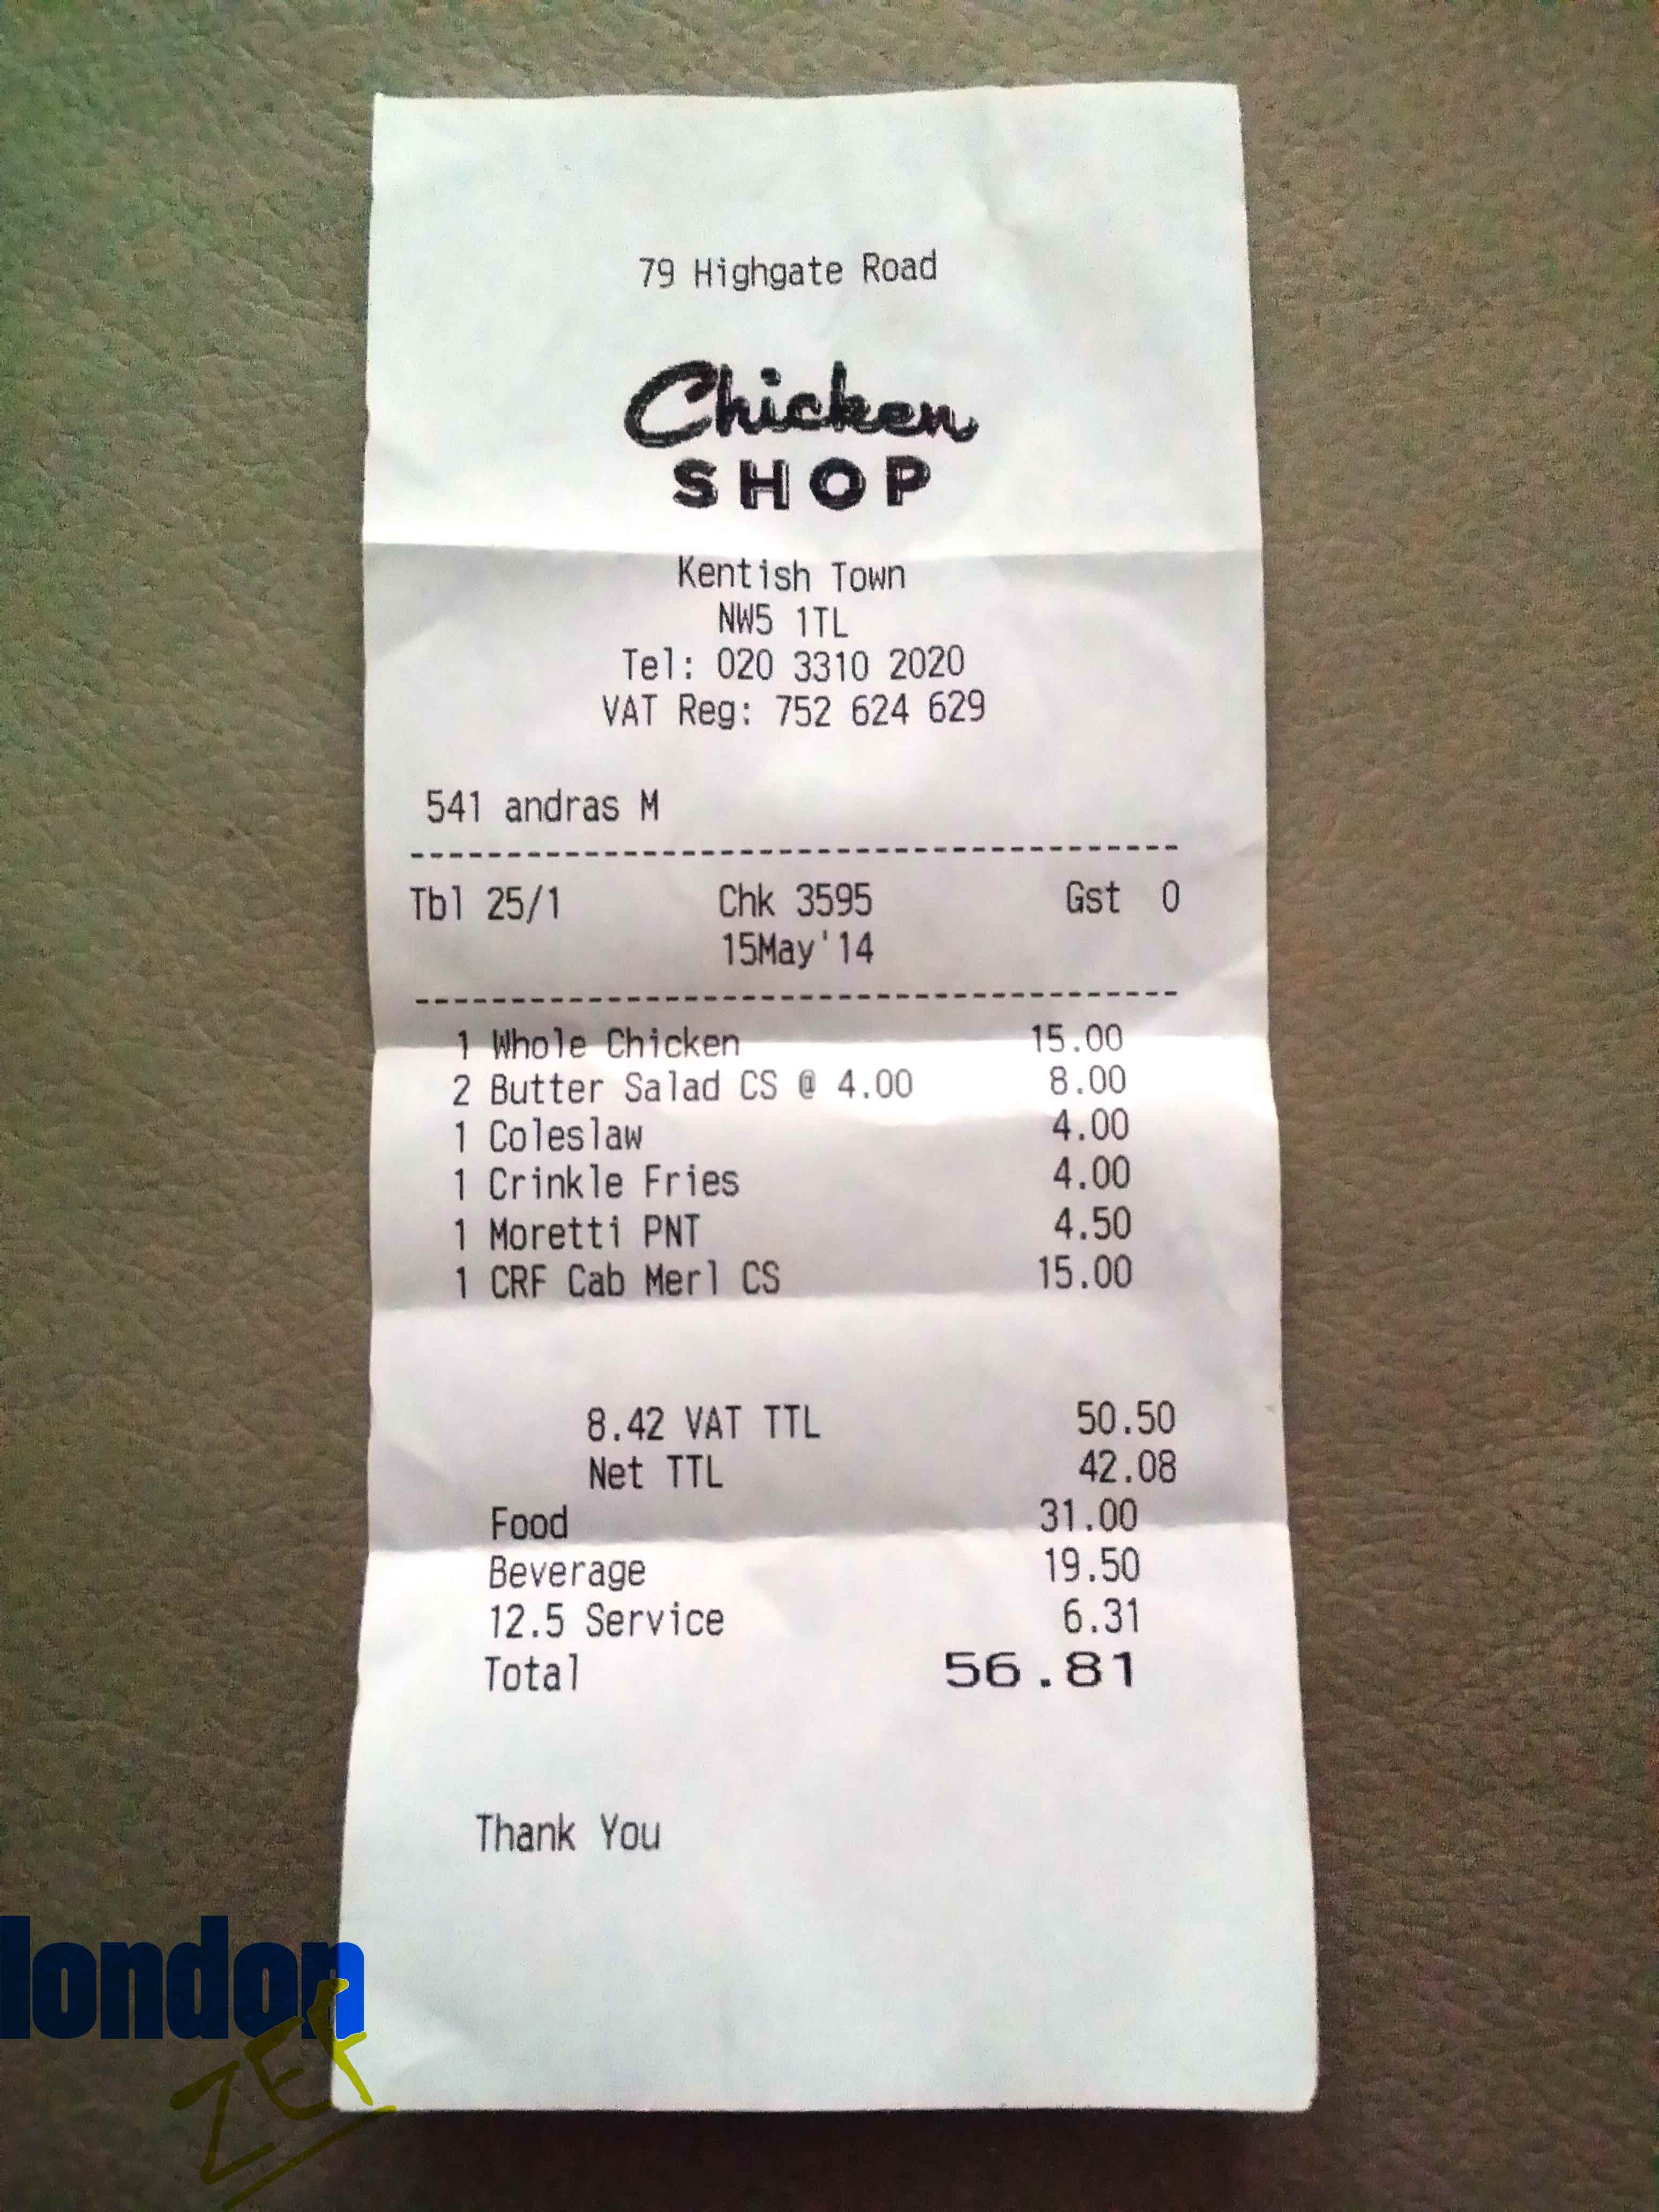 79 Highgate Road
Chicken
SHOP
Kentish Town
NW5 1TL
Tel: 020 3310 2020
VAT Reg: 752 624 629
541 andras M
Tbl 25/1 Chk 3595 Gst 0
15May'14
1 Whole Chicken 15.00
2 Butter Salad CS @ 4.00 8.00
1 Coleslaw 4.00
1 Crinkle Fries 4.00
1 Moretti PNT 4.50
1 CRF Cab Merl CS 15.00
8.42 VAT TTL 50.50
Net TTL 42.08
Food 31.00
Beverage 19.50
12.5 Service 6.31
Total 56.81
Thank You
london